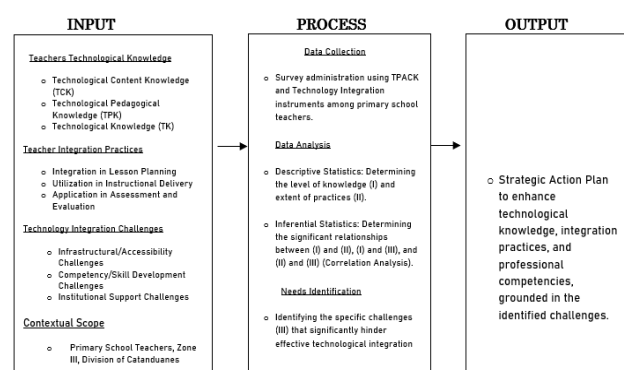 INPUT
Teachers Technological Knowledge
o Technological Content Knowledge
(TCK)
o Technological Pedagogical
Knowledge (TPK)
o Technological Knowledge (TK)
Teacher Integration Practices
o Integration in Lesson Planning
o Utilization in Instructional Delivery
o Application in Assessment and
Evaluation
Technology Integration Challenges
o Infrastructural/Accessibility
Challenges
o Competency/Skill Development
Challenges
o Institutional Support Challenges
Contextual Scope
o Primary School Teachers, Zone
III, Division of Catanduanes
PROCESS
Data Collection
o Survey administration using TPACK
and Technology Integration
instruments among primary school
teachers.
Data Analysis
o Descriptive Statistics: Determining
the level of knowledge (I) and
extent of practices (II).
o Inferential Statistics: Determining
the significant relationships
between (I) and (II), (I) and (III), and
(II) and (III) (Correlation Analysis).
Needs Identification
o Identifying the specific challenges
(III) that significantly hinder
effective technological integration
OUTPUT
o Strategic Action Plan
to enhance
technological
knowledge, integration
practices, and
professional
competencies,
grounded in the
identified challenges.